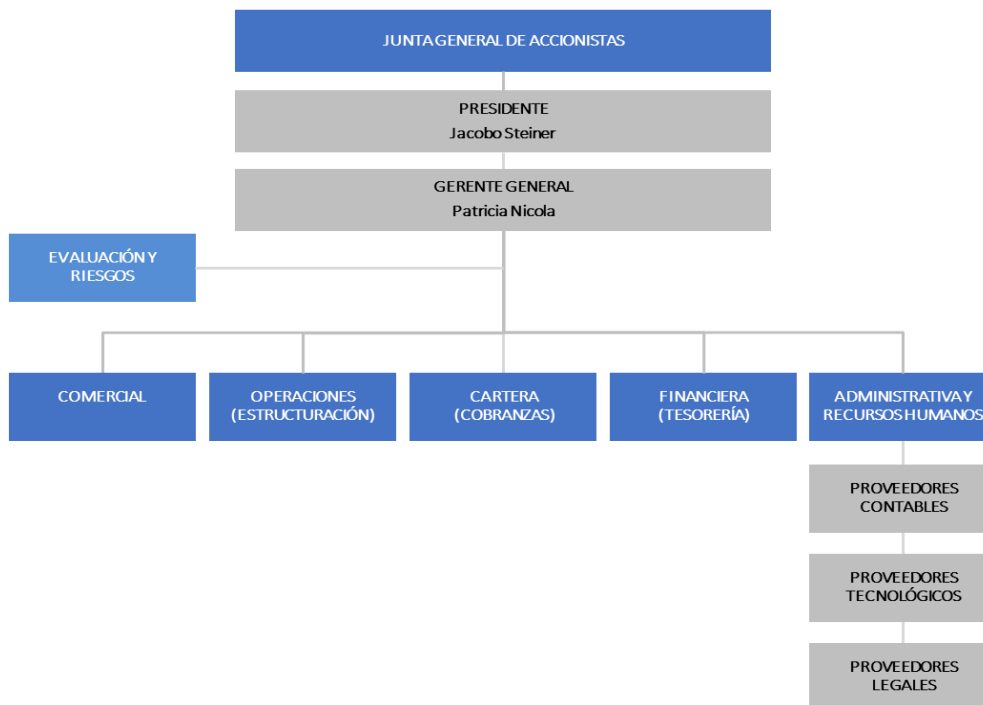 JUNTA GENERAL DE ACCIONISTAS
PRESIDENTE
Jacobo Steiner
GERENTE GENERAL
Patricia Nicola
EVALUACIÓN Y
RIESGOS
COMERCIAL
OPERACIONES
(ESTRUCTURACIÓN)
CARTERA
(COBRANZAS)
FINANCIERA
(TESORERÍA)
ADMINISTRATIVA Y
RECURSOS HUMANOS
PROVEEDORES
CONTABLES
PROVEEDORES
TECNOLÓGICOS
PROVEEDORES
LEGALES